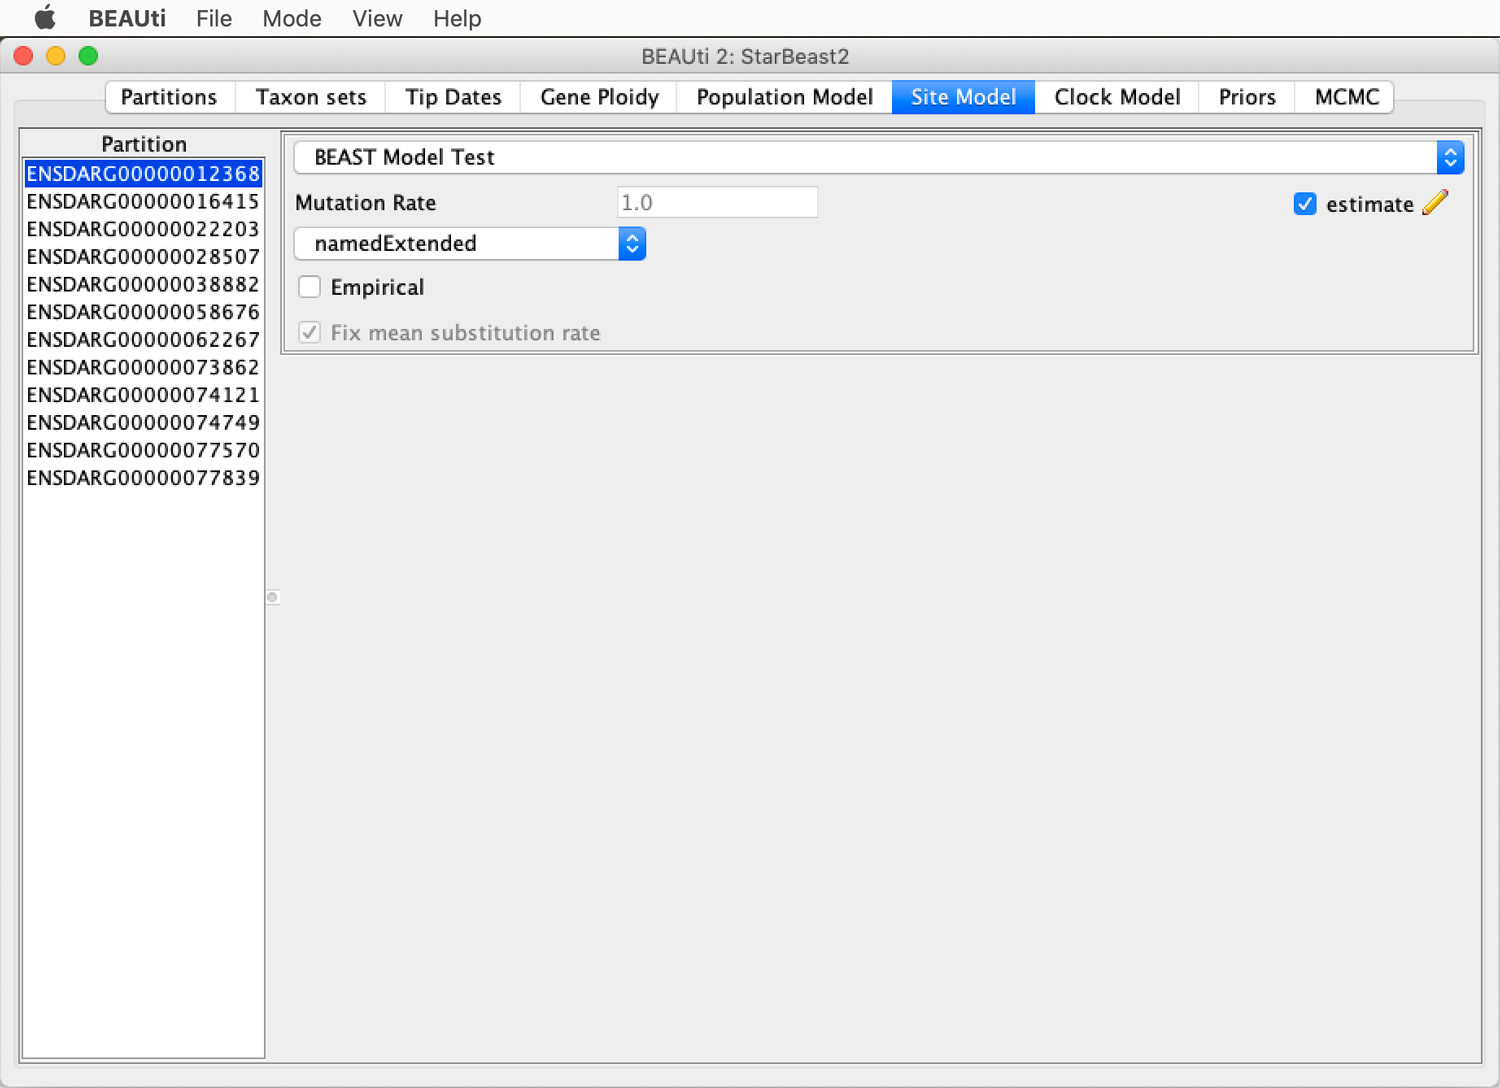 BEAUti File Mode View Help
BEAUti 2: StarBeast2
Partitions Taxon sets Tip Dates Gene Ploidy Population Model Site Model Clock Model Priors MCMC
Partition
ENSDARG00000012368
ENSDARG00000016415
ENSDARG00000022203
ENSDARG00000028507
ENSDARG00000038882
ENSDARG00000058676
ENSDARG00000062267
ENSDARG00000073862
ENSDARG00000074121
ENSDARG00000074749
ENSDARG00000077570
ENSDARG00000077839
BEAST Model Test
Mutation Rate 1.0 estimate
namedExtended
Empirical
Fix mean substitution rate